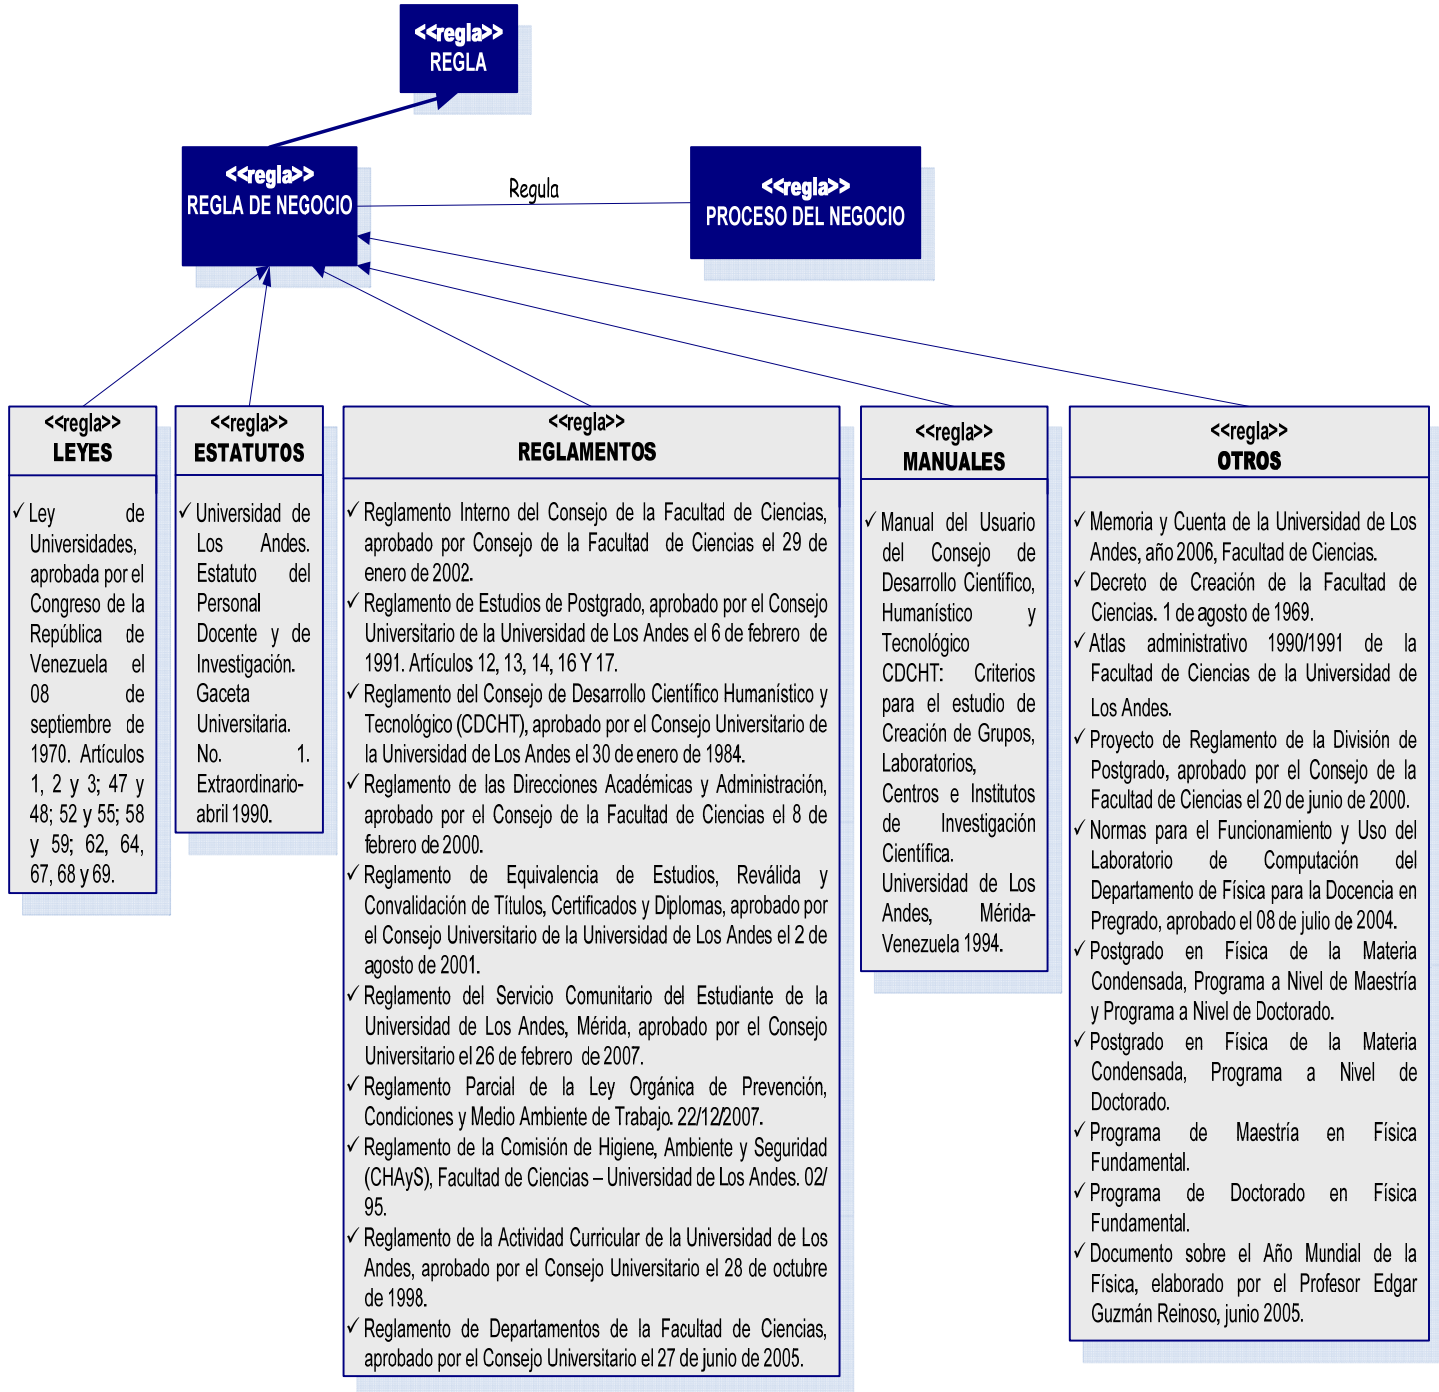 <<regla>>
REGLA
<<regla>>
REGLA DE NEGOCIO
Regula
<<regla>>
PROCESO DEL NEGOCIO
<<regla>>
LEYES
✓ Ley de
Universidades,
aprobada por el
Congreso de la
República de
Venezuela el
08 de
septiembre de
1970. Artículos
1, 2 y 3; 47 y
48; 52 y 55; 58
y 59; 62, 64,
67, 68 y 69.
<<regla>>
ESTATUTOS
✓ Universidad de
Los Andes.
Estatuto del
Personal
Docente y de
Investigación.
Gaceta
Universitaria.
No. 1.
Extraordinario-
abril 1990.
<<regla>>
REGLAMENTOS
✓ Reglamento Interno del Consejo de la Facultad de Ciencias,
aprobado por Consejo de la Facultad de Ciencias el 29 de
enero de 2002.
✓ Reglamento de Estudios de Postgrado, aprobado por el Consejo
Universitario de la Universidad de Los Andes el 6 de febrero de
1991. Artículos 12, 13, 14, 16 Y 17.
✓ Reglamento del Consejo de Desarrollo Científico Humanístico y
Tecnológico (CDCHT), aprobado por el Consejo Universitario de
la Universidad de Los Andes el 30 de enero de 1984.
✓ Reglamento de las Direcciones Académicas y Administración,
aprobado por el Consejo de la Facultad de Ciencias el 8 de
febrero de 2000.
✓ Reglamento de Equivalencia de Estudios, Reválida y
Convalidación de Títulos, Certificados y Diplomas, aprobado por
el Consejo Universitario de la Universidad de Los Andes el 2 de
agosto de 2001.
✓ Reglamento del Servicio Comunitario del Estudiante de la
Universidad de Los Andes, Mérida, aprobado por el Consejo
Universitario el 26 de febrero de 2007.
✓ Reglamento Parcial de la Ley Orgánica de Prevención,
Condiciones y Medio Ambiente de Trabajo. 22/12/2007.
✓ Reglamento de la Comisión de Higiene, Ambiente y Seguridad
(CHAyS), Facultad de Ciencias – Universidad de Los Andes. 02/
95.
✓ Reglamento de la Actividad Curricular de la Universidad de Los
Andes, aprobado por el Consejo Universitario el 28 de octubre
de 1998.
✓ Reglamento de Departamentos de la Facultad de Ciencias,
aprobado por el Consejo Universitario el 27 de junio de 2005.
<<regla>>
MANUALES
✓ Manual del Usuario
del Consejo de
Desarrollo Científico,
Humanístico y
Tecnológico
CDCHT: Criterios
para el estudio de
Creación de Grupos,
Laboratorios,
Centros e Institutos
de Investigación
Científica.
Universidad de Los
Andes, Mérida-
Venezuela 1994.
<<regla>>
OTROS
✓ Memoria y Cuenta de la Universidad de Los
Andes, año 2006, Facultad de Ciencias.
✓ Decreto de Creación de la Facultad de
Ciencias. 1 de agosto de 1969.
✓ Atlas administrativo 1990/1991 de la
Facultad de Ciencias de la Universidad de
Los Andes.
✓ Proyecto de Reglamento de la División de
Postgrado, aprobado por el Consejo de la
Facultad de Ciencias el 20 de junio de 2000.
✓ Normas para el Funcionamiento y Uso del
Laboratorio de Computación del
Departamento de Física para la Docencia en
Pregrado, aprobado el 08 de julio de 2004.
✓ Postgrado en Física de la Materia
Condensada, Programa a Nivel de Maestría
y Programa a Nivel de Doctorado.
✓ Postgrado en Física de la Materia
Condensada, Programa a Nivel de
Doctorado.
✓ Programa de Maestría en Física
Fundamental.
✓ Programa de Doctorado en Física
Fundamental.
✓ Documento sobre el Año Mundial de la
Física, elaborado por el Profesor Edgar
Guzmán Reinoso, junio 2005.